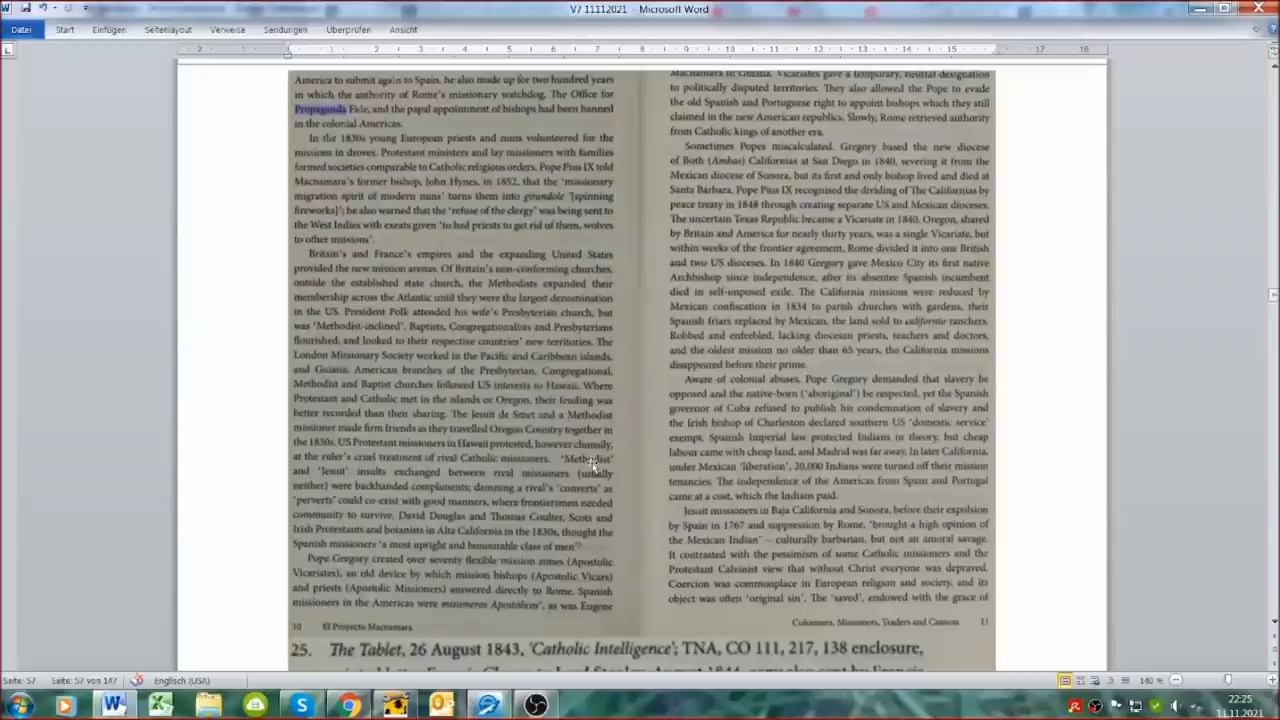 V7 11112021 - Microsoft Word
Datei Start Einfügen Seitenlayout Verweise Sendungen Überprüfen Ansicht
2 1 1 2 3 4 5 6 7 8 9 10 11 12 13 14 15 17 18
America to submit again to Spain, he also made up for two hundred years
in which the authority of Rome's missionary watchdog, The Office for
Propaganda Fide, and the papal appointment of bishops had been banned
in the colonial Americas.
In the 1830s young European priests and nuns volunteered for the
missions in droves. Protestant ministers and lay missioners with families
formed societies comparable to Catholic religious orders. Pope Pius IX told
Macnamara's former bishop, John Hynes, in 1852, that the 'missionary
migration spirit of modern nuns' turns them into girandole '[spinning
fireworks]'; he also warned that the 'refuse of the clergy' was being sent to
the West Indies with exeats given 'to had priests to get rid of them, wolves
to other missions'.
Britain's and France's empires and the expanding United States
provided the new mission arenas. Of Britain's non-conforming churches,
outside the established state church, the Methodists expanded their
membership across the Atlantic until they were the largest denomination
in the US. President Polk attended his wife's Presbyterian church, but
was 'Methodist-inclined'. Baptists, Congregationalists and Presbyterians
flourished, and looked to their respective countries' new territories. The
London Missionary Society worked in the Pacific and Caribbean islands,
and Guiana; American branches of the Presbyterian, Congregational,
Methodist and Baptist churches followed US interests to Hawaii. Where
Protestant and Catholic met in the islands or Oregon, their feuding was
better recorded than their sharing. The Jesuit de Smet and a Methodist
missioner made firm friends as they travelled Oregon Country together in
the 1850s. US Protestant missioners in Hawaii protested, however clumsily,
at the ruler's cruel treatment of rival Catholic missioners. 'Methodist'
and 'Jesuit' insults exchanged between rival missioners (usually
neither) were backhanded compliments; damning a rival's 'converts' as
'perverts' could co-exist with good manners, where frontiersmen needed
community to survive. David Douglas and Thomas Coulter, Scots and
Irish Protestants and botanists in Alta California in the 1830s, thought the
Spanish missioners 'a most upright and honourable class of men'?
Pope Gregory created over seventy flexible mission zones (Apostolic
Vicariates), an old device by which mission bishops (Apostolic Vicars)
and priests (Apostolic Missioners) answered directly to Rome. Spanish
missioners in the Americas were misioneros Apostólicos', as was Eugene
10 El Proyecto Macnamara
Macnamara in Guiana. Vicariates gave a temporary, neutral designation
to politically disputed territories. They also allowed the Pope to evade
the old Spanish and Portuguese right to appoint bishops which they still
claimed in the new American republics. Slowly, Rome retrieved authority
from Catholic kings of another era.
Sometimes Popes miscalculated. Gregory based the new diocese
of Both (Ambas) Californias at San Diego in 1840, severing it from the
Mexican diocese of Sonora, but its first and only bishop lived and died at
Santa Bárbara. Pope Pius IX recognised the dividing of The Californias by
peace treaty in 1848 through creating separate US and Mexican dioceses.
The uncertain Texas Republic became a Vicariate in 1840. Oregon, shared
by Britain and America for nearly thirty years, was a single Vicariate, but
within weeks of the frontier agreement, Rome divided it into one British
and two US dioceses. In 1840 Gregory gave Mexico City its first native
Archbishop since independence, after its absentee Spanish incumbent
died in self-imposed exile. The California missions were reduced by
Mexican confiscation in 1834 to parish churches with gardens, their
Spanish friars replaced by Mexican, the land sold to californio ranchers.
Robbed and enfeebled, lacking diocesan priests, teachers and doctors,
and the oldest mission no older than 65 years, the California missions
disappeared before their prime.
Aware of colonial abuses, Pope Gregory demanded that slavery be
opposed and the native-born ('aboriginal') be respected, yet the Spanish
governor of Cuba refused to publish his condemnation of slavery and
the Irish bishop of Charleston declared southern US 'domestic service'
exempt. Spanish Imperial law protected Indians in theory, but cheap
labour came with cheap land, and Madrid was far away. In later California,
under Mexican 'liberation', 20,000 Indians were turned off their mission
tenancies. The independence of the Americas from Spain and Portugal
came at a cost, which the Indians paid.
Jesuit missioners in Baja California and Sonora, before their expulsion
by Spain in 1767 and suppression by Rome, 'brought a high opinion of
the Mexican Indian" – culturally barbarian, but not an amoral savage.
It contrasted with the pessimism of some Catholic missioners and the
Protestant Calvinist view that without Christ everyone was depraved.
Coercion was commonplace in European religion and society, and its
object was often 'original sin'. The 'saved', endowed with the grace of
Colonisers, Missioners, Traders and Cannon 11
25. The Tablet, 26 August 1843, 'Catholic Intelligence'; TNA, CO 111, 217, 138 enclosure,
Seite: 57 Seite: 57 von 147 Englisch (USA) 140 %
22:25
11.11.2021